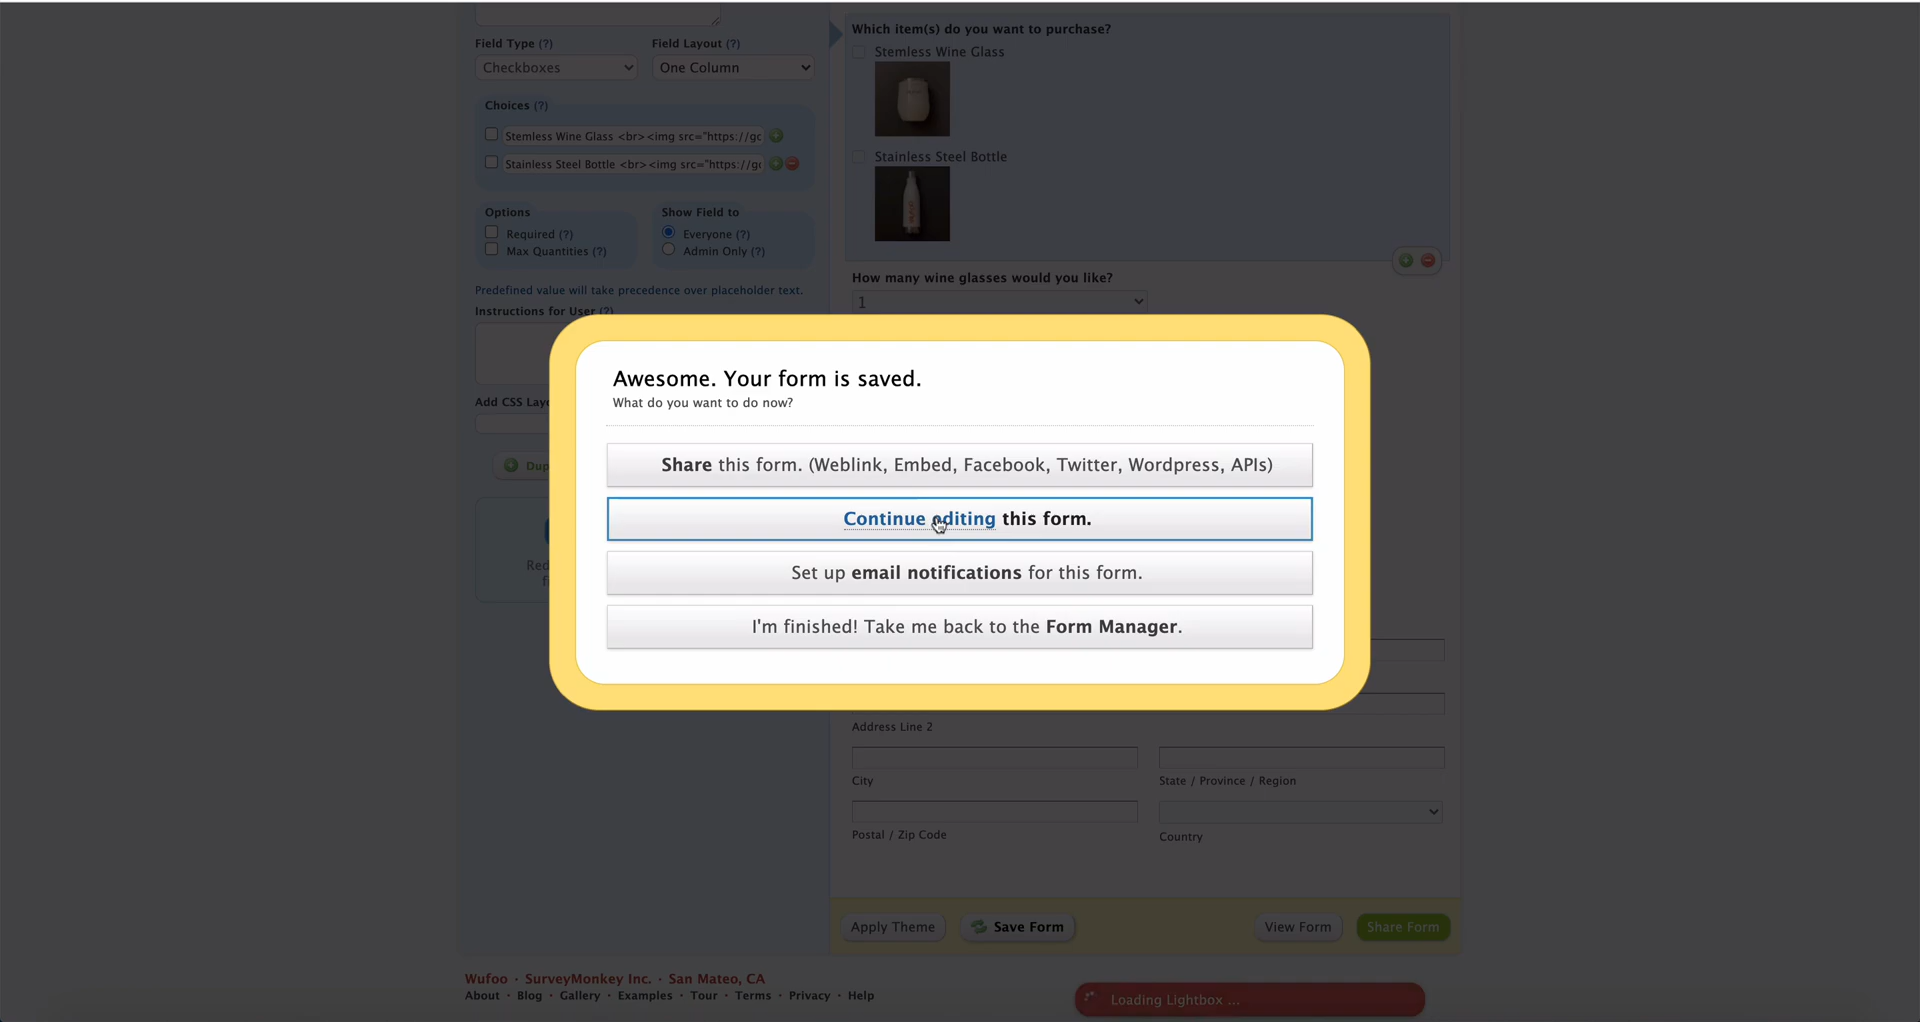 Which item(s) do you want to purchase?
Field Type (?)
Field Layout (?)
Stemless Wine Glass
Checkboxes
One Column
Choices (?)
Stemless Wine Glass <br><img src="https://gc
Stainless Steel Bottle
Stainless Steel Bottle <br><img src="https://gc
Options
Show Field to
Required (?)
Everyone (?)
Max Quantities (?)
Admin Only (?)
How many wine glasses would you like?
Predefined value will take precedence over placeholder text.
1
Instructions for User (?)
Awesome. Your form is saved.
What do you want to do now?
Add CSS Layo
Share this form. (Weblink, Embed, Facebook, Twitter, Wordpress, APIs)
Dup
Continue editing this form.
Red
f
Set up email notifications for this form.
I'm finished! Take me back to the Form Manager.
Address Line 2
City
State / Province / Region
Postal / Zip Code
Country
Apply Theme
Save Form
View Form
Share Form
Wufoo · SurveyMonkey Inc. · San Mateo, CA
About · Blog · Gallery · Examples · Tour · Terms · Privacy · Help
Loading Lightbox ...